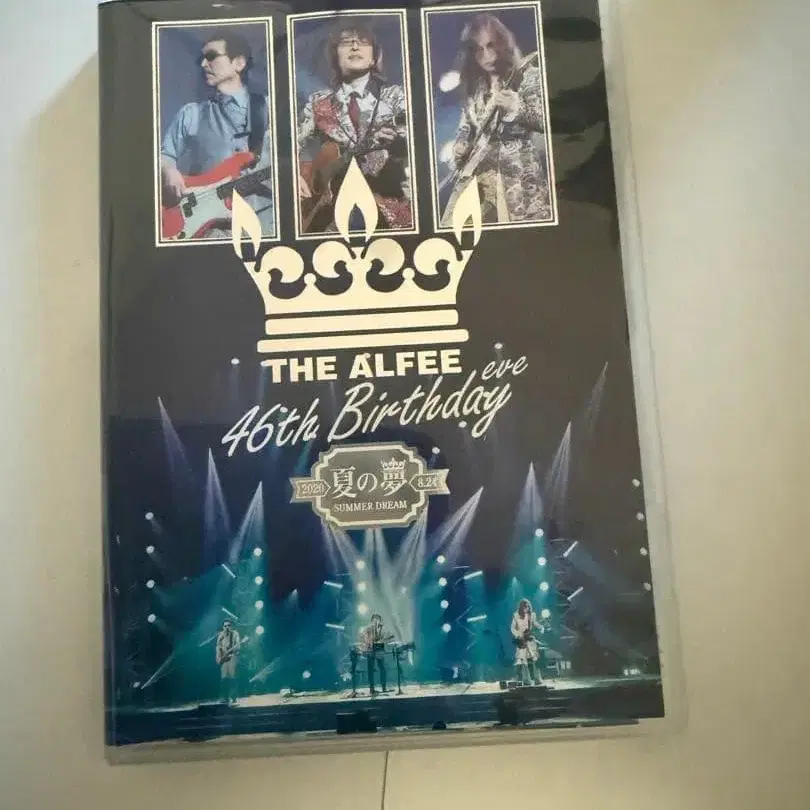 THE ALFEE
46th Birthday eve
2020 夏の夢 8.24
SUMMER DREAM